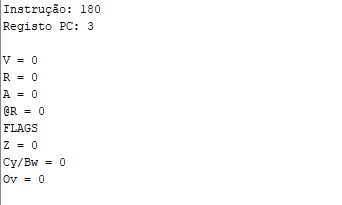 Instrução: 180
Registo PC: 3
V = 0
R = 0
A = 0
@R = 0
FLAGS
Z = 0
Cy/Bw = 0
Ov = 0